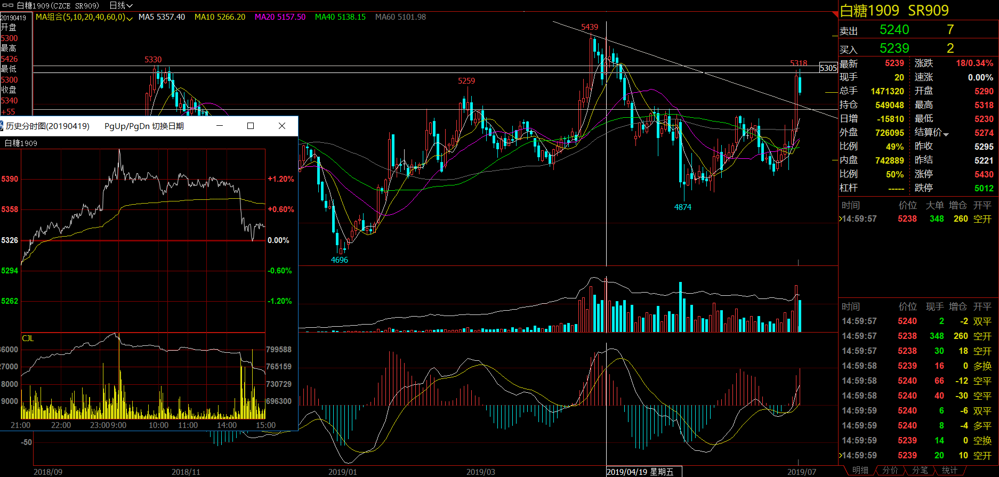 白糖1909(CZCE SR909) 日线
20190419
开盘
5300
最高
5426
最低
5300
收盘
5340
+55
MA组合(5,10,20,40,60,0) MA5 5357.40 MA10 5266.20 MA20 5157.50 MA40 5138.15 MA60 5101.98
5439
5330
5318
5305
5259
4874
4696
历史分时图(20190419) PgUp/PgDn 切换日期
白糖1909
5390 +1.20%
5358 +0.60%
5326 0.00%
5294 -0.60%
5262 -1.20%
CJL
36000 799588
27000 765159
8000 730729
9000 696300
21:00 22:00 23:00 9:00 10:00 11:00 14:00 15:00
-50
2018/09 2018/11 2019/01 2019/03 2019/04/19 星期五 2019/07
白糖1909 SR909
卖出 5240 7
买入 5239 2
最新 5239 涨跌 18/0.34%
现手 20 速涨 0.00%
总手 1471320 开盘 5290
持仓 549048 最高 5318
日增 -15810 最低 5230
外盘 726095 结算价 5274
比例 49% 昨收 5295
内盘 742889 昨结 5221
比例 50% 涨停 5430
杠杆 ----- 跌停 5012
时间 价位 大单 增仓 开平
14:59:57 5238 348 260 空开
时间 价位 现手 增仓 开平
14:59:57 5240 2 -2 双平
14:59:57 5238 348 260 空开
14:59:57 5238 30 18 空开
14:59:58 5239 16 0 多换
14:59:58 5240 66 -12 空平
14:59:58 5240 40 -30 空平
14:59:59 5240 6 -6 双平
14:59:59 5240 8 -4 多平
14:59:59 5239 14 0 空换
14:59:59 5239 20 10 空开
明细 分价 分笔 统计